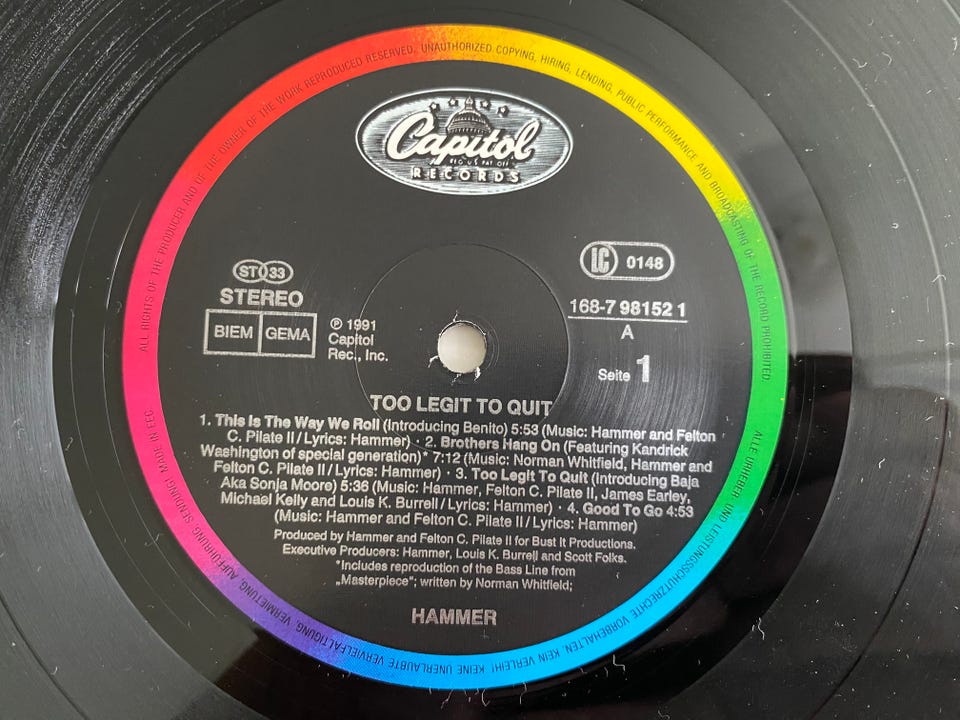 ALL RIGHTS OF THE PRODUCER AND OF THE OWNER OF THE WORK REPRODUCED RESERVED. UNAUTHORIZED COPYING, HIRING, LENDING, PUBLIC PERFORMANCE AND BROADCASTING OF THE RECORD PROHIBITED.
Capitol
REG. U.S. PAT. OFF.
RECORDS
LC 0148
ST 33
STEREO
BIEM GEMA
℗ 1991
Capitol
Rec., Inc.
168-7 98152 1
A
Seite 1
TOO LEGIT TO QUIT
1. This Is The Way We Roll (Introducing Benito) 5:53 (Music: Hammer and Felton
C. Pilate II/Lyrics: Hammer) · 2. Brothers Hang On (Featuring Kandrick
Washington of special generation)* 7:12 (Music: Norman Whitfield, Hammer and
Felton C. Pilate II/Lyrics: Hammer) · 3. Too Legit To Quit (Introducing Baja
Aka Sonja Moore) 5:36 (Music: Hammer, Felton C. Pilate II, James Earley,
Michael Kelly and Louis K. Burrell/Lyrics: Hammer) · 4. Good To Go 4:53
(Music: Hammer and Felton C. Pilate II/Lyrics: Hammer)
Produced by Hammer and Felton C. Pilate II for Bust It Productions.
Executive Producers: Hammer, Louis K. Burrell and Scott Folks.
*Includes reproduction of the Bass Line from
„Masterpiece“; written by Norman Whitfield;
HAMMER
ALLE URHEBER- UND LEISTUNGSSCHUTZRECHTE VORBEHALTEN. KEIN VERLEIH! KEINE UNERLAUBTE VERVIELFÄLTIGUNG, VERMIETUNG, AUFFÜHRUNG, SENDUNG! MADE IN EEC